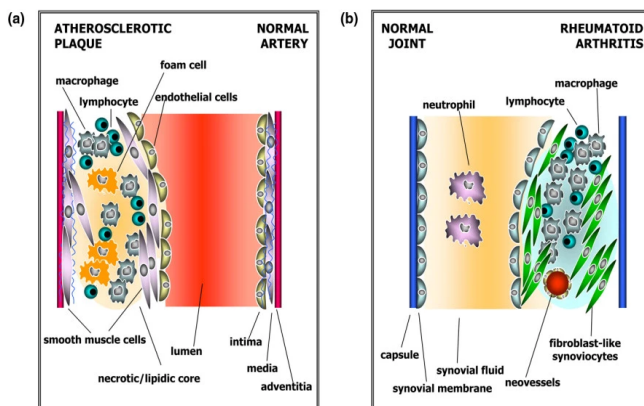 (a)
ATHEROSCLEROTIC
PLAQUE
NORMAL
ARTERY
foam cell
macrophage
lymphocyte
endothelial cells
smooth muscle cells
necrotic/lipidic core
lumen
intima
media
adventitia
(b)
NORMAL
JOINT
RHEUMATOID
ARTHRITIS
macrophage
lymphocyte
neutrophil
capsule
synovial membrane
synovial fluid
neovessels
fibroblast-like
synoviocytes